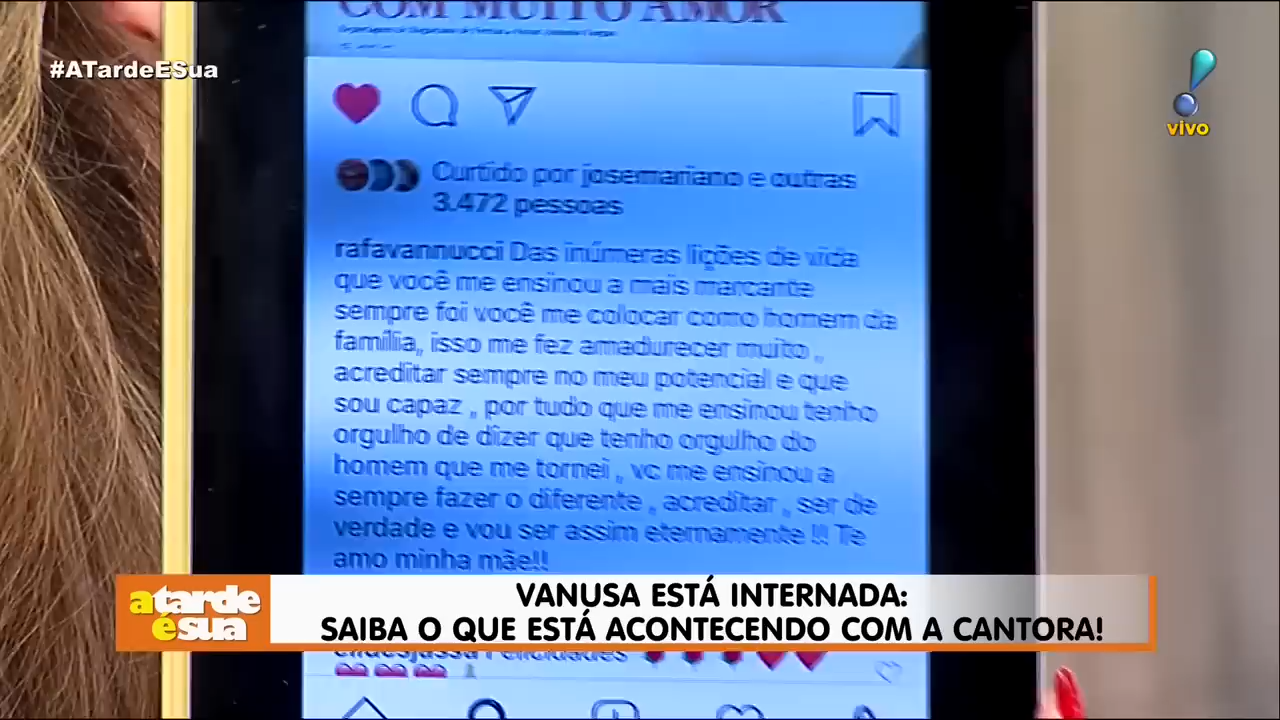 COM MUITO AMOR
#ATardeESua
vivo
Curtido por josemariano e outras
3.472 pessoas
rafavannucci Das inúmeras lições de vida
que você me ensinou a mais marcante
sempre foi você me colocar como homem da
família, isso me fez amadurecer muito ,
acreditar sempre no meu potencial e que
sou capaz , por tudo que me ensinou tenho
orgulho de dizer que tenho orgulho do
homem que me tornei , vc me ensinou a
sempre fazer o diferente , acreditar , ser de
verdade e vou ser assim eternamente !! Te
amo minha mãe!!
a tarde
é sua
VANUSA ESTÁ INTERNADA:
SAIBA O QUE ESTÁ ACONTECENDO COM A CANTORA!
Felicidades